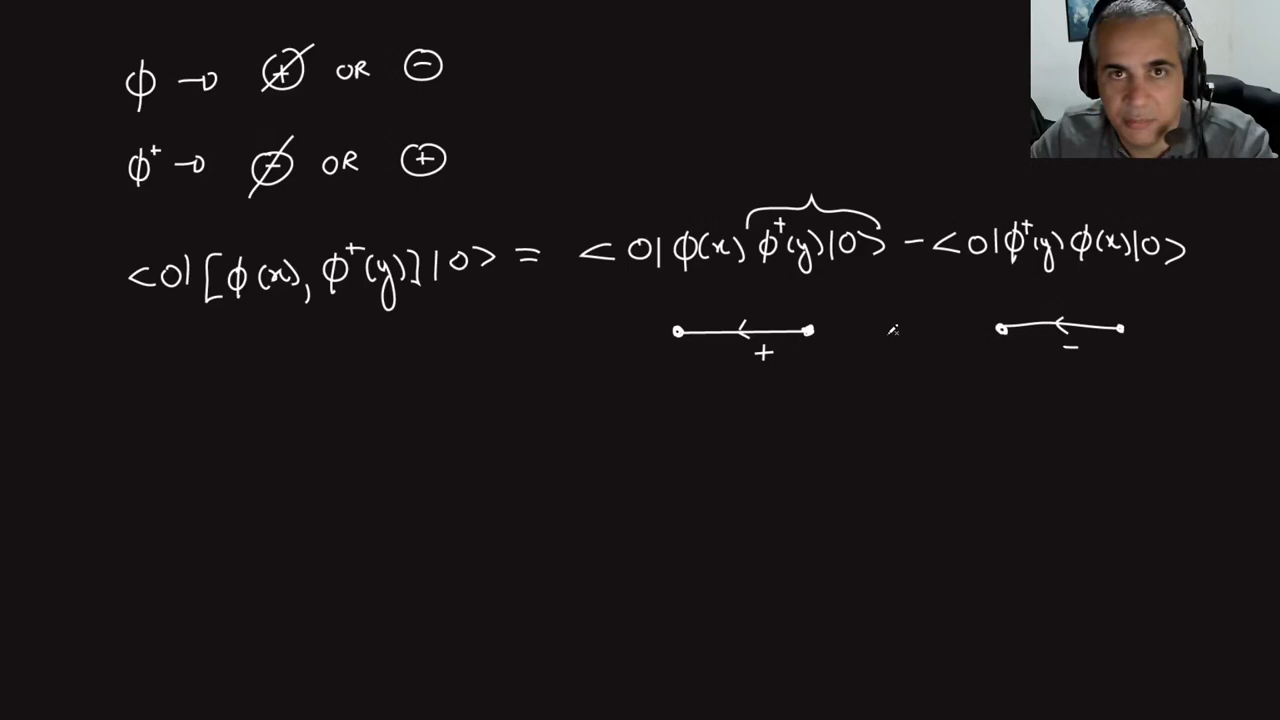 ϕ → ⊕ OR ⊖
ϕ† → ⊖ OR ⊕
<0|[ϕ(x), ϕ†(y)]|0> = <0|ϕ(x) ϕ†(y)|0> − <0|ϕ†(y) ϕ(x)|0>
+ −